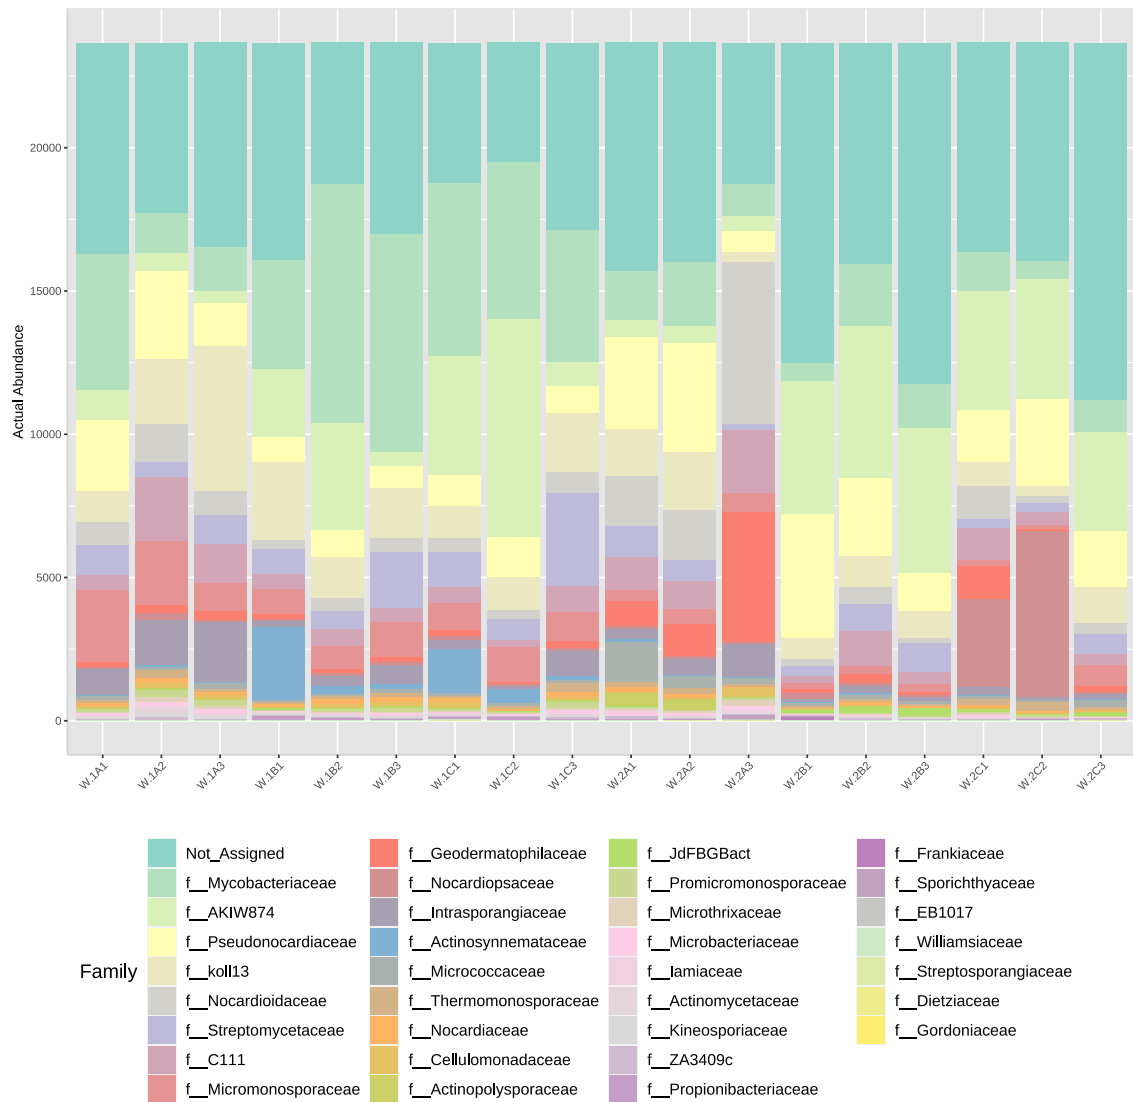 Actual Abundance
20000
15000
10000
5000
0
W.1A1
W.1A2
W.1A3
W.1B1
W.1B2
W.1B3
W.1C1
W.1C2
W.1C3
W.2A1
W.2A2
W.2A3
W.2B1
W.2B2
W.2B3
W.2C1
W.2C2
W.2C3
Family
Not_Assigned
f__Mycobacteriaceae
f__AKIW874
f__Pseudonocardiaceae
f__koll13
f__Nocardioidaceae
f__Streptomycetaceae
f__C111
f__Micromonosporaceae
f__Geodermatophilaceae
f__Nocardiopsaceae
f__Intrasporangiaceae
f__Actinosynnemataceae
f__Micrococcaceae
f__Thermomonosporaceae
f__Nocardiaceae
f__Cellulomonadaceae
f__Actinopolysporaceae
f__JdFBGBact
f__Promicromonosporaceae
f__Microthrixaceae
f__Microbacteriaceae
f__Iamiaceae
f__Actinomycetaceae
f__Kineosporiaceae
f__ZA3409c
f__Propionibacteriaceae
f__Frankiaceae
f__Sporichthyaceae
f__EB1017
f__Williamsiaceae
f__Streptosporangiaceae
f__Dietziaceae
f__Gordoniaceae